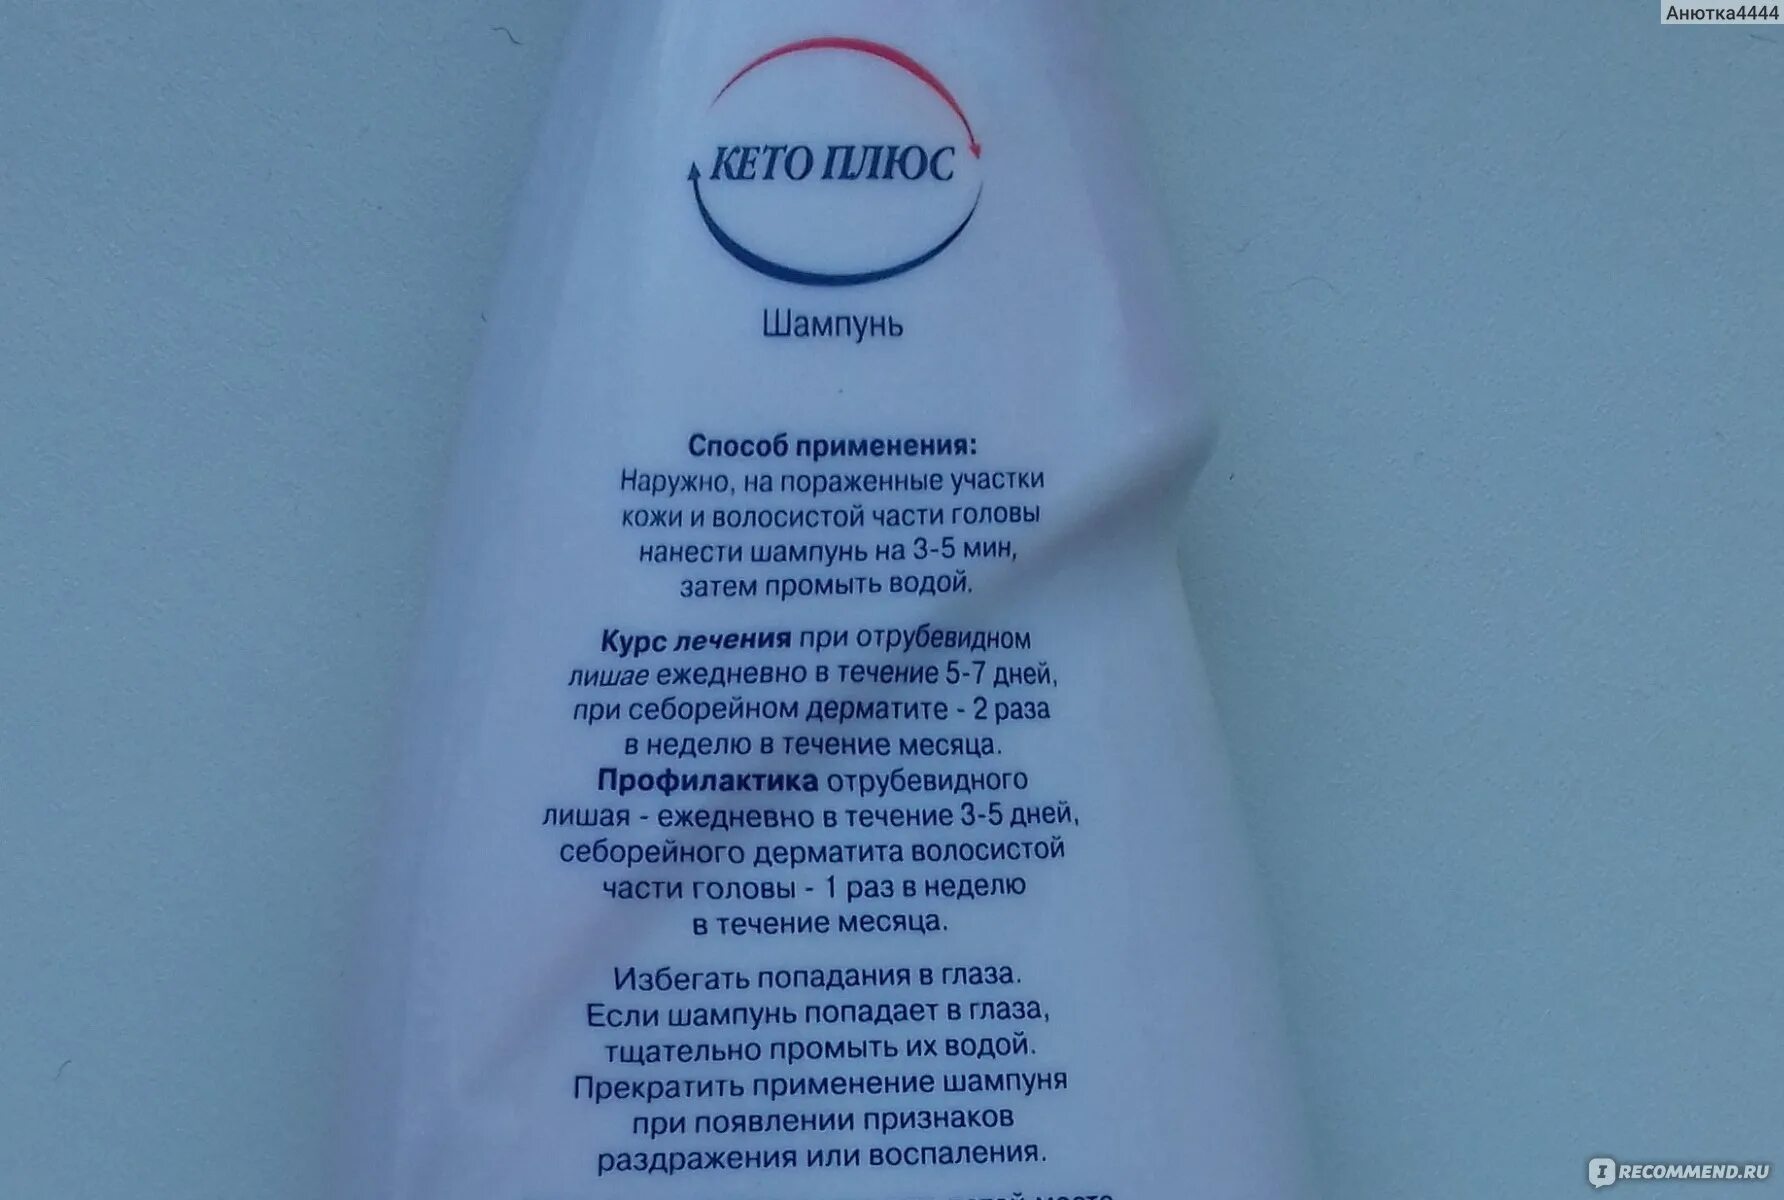 Анютка4444
КЕТО ПЛЮС
Шампунь
Способ применения:
Наружно, на пораженные участки
кожи и волосистой части головы
нанести шампунь на 3-5 мин,
затем промыть водой.
Курс лечения при отрубевидном
лишае ежедневно в течение 5-7 дней,
при себорейном дерматите - 2 раза
в неделю в течение месяца.
Профилактика отрубевидного
лишая - ежедневно в течение 3-5 дней,
себорейного дерматита волосистой
части головы - 1 раз в неделю
в течение месяца.
Избегать попадания в глаза.
Если шампунь попадает в глаза,
тщательно промыть их водой.
Прекратить применение шампуня
при появлении признаков
раздражения или воспаления.
месте
IRECOMMEND.RU